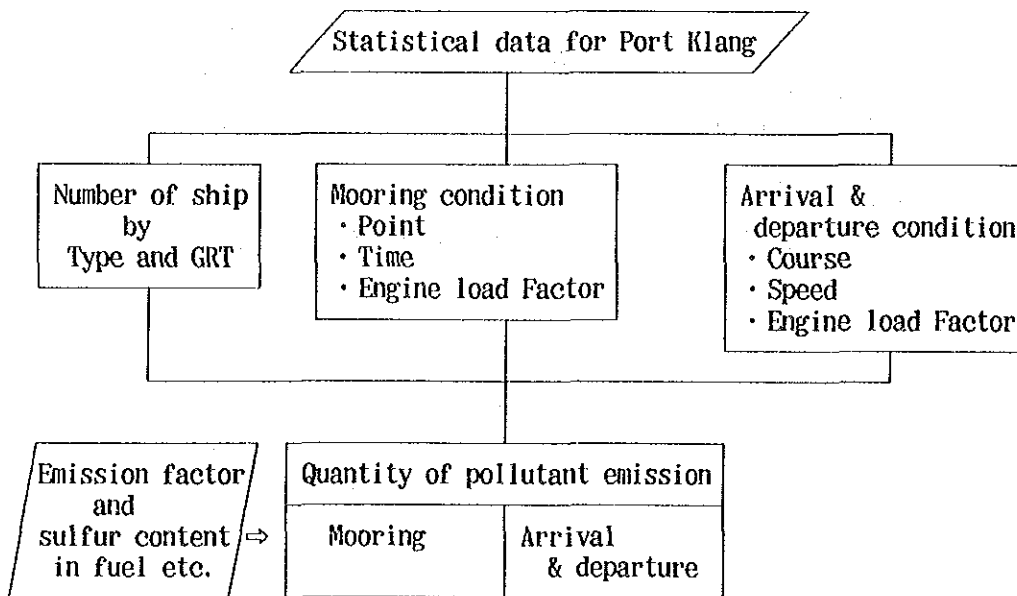 Statistical data for Port Klang
Number of ship
by
Type and GRT
Mooring condition
・Point
・Time
・Engine load Factor
Arrival &
departure condition
・Course
・Speed
・Engine load Factor
Emission factor
and
sulfur content
in fuel etc.
⇨
Quantity of pollutant emission
Mooring
Arrival
& departure